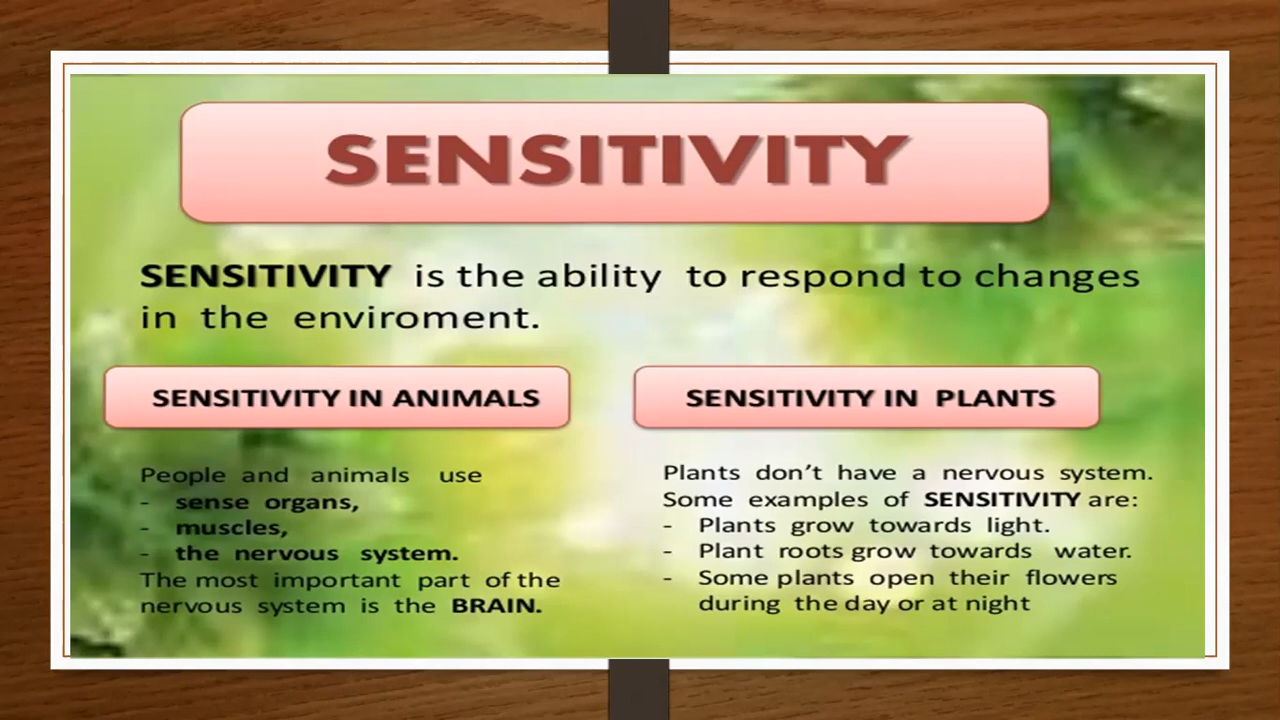 SENSITIVITY
SENSITIVITY is the ability to respond to changes
in the enviroment.
SENSITIVITY IN ANIMALS
People and animals use
- sense organs,
- muscles,
- the nervous system.
The most important part of the
nervous system is the BRAIN.
SENSITIVITY IN PLANTS
Plants don’t have a nervous system.
Some examples of SENSITIVITY are:
- Plants grow towards light.
- Plant roots grow towards water.
- Some plants open their flowers
during the day or at night